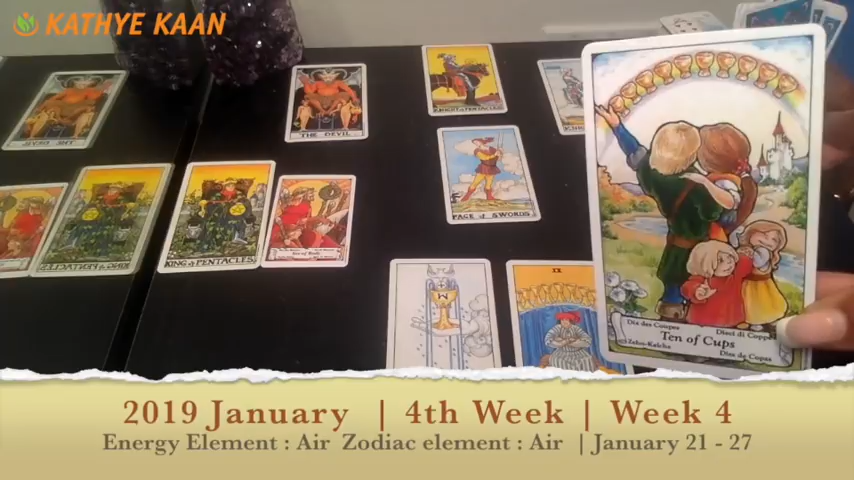 KATHYE KAAN
THE DEVIL
KNIGHT of PENTACLES
PAGE of SWORDS
KING of PENTACLES
IX
Dix des Coupes
Dieci di Coppe
Ten of Cups
Zehn-Kelche
Diez de Copas
2019 January | 4th Week | Week 4
Energy Element : Air Zodiac element : Air | January 21 - 27